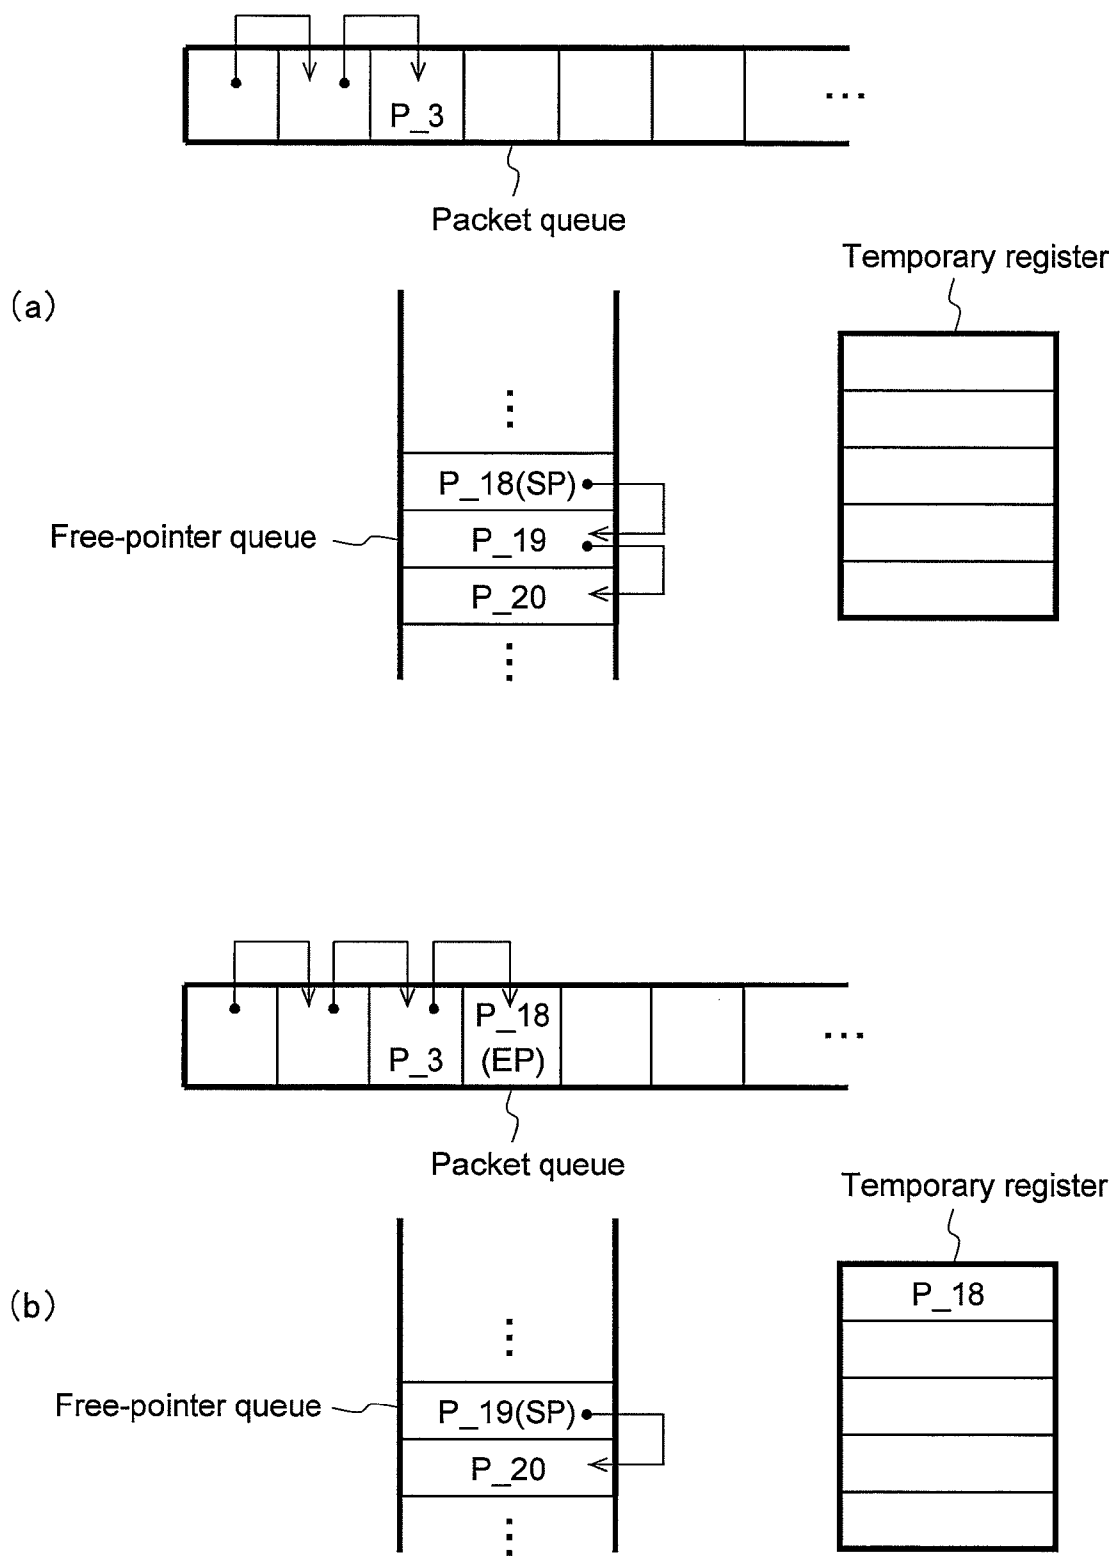 P_3
...
Packet queue
Temporary register
(a)
...
P_18(SP)
Free-pointer queue
P_19
P_20
...
P_18
P_3
(EP)
...
Packet queue
Temporary register
(b)
P_18
...
Free-pointer queue
P_19(SP)
P_20
...